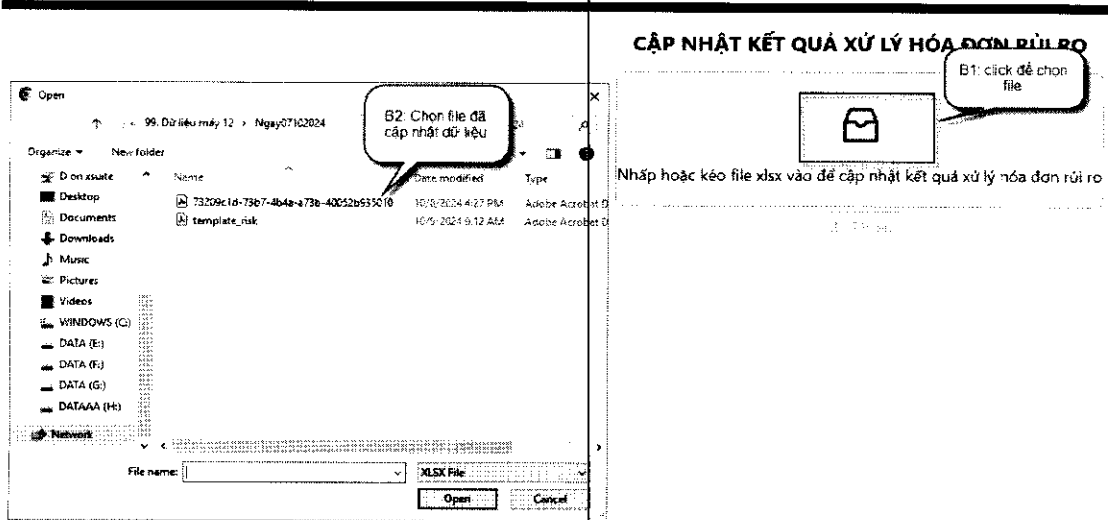 CẬP NHẬT KẾT QUẢ XỬ LÝ HÓA ĐƠN RỦI RO
B1: click để chọn
file
Nhấp hoặc kéo file xlsx vào để cập nhật kết quả xử lý hóa đơn rủi ro
Open
B2: Chọn file đã
cập nhật dữ liệu
99. Dữ liệu máy 12 › Ngay07102024
Organize
New folder
Name
Date modified
Type
D on xsuite
Desktop
Documents
Downloads
Music
Pictures
Videos
WINDOWS (C:)
DATA (E:)
DATA (F:)
DATA (G:)
DATAAA (H:)
Network
73209c1d-73b7-4b4a-a73b-40052b935010
10/8/2024 4:27 PM
Adobe Acrobat D
template_risk
10/9/2024 9:12 AM
Adobe Acrobat D
File name:
XLSX File
Open
Cancel